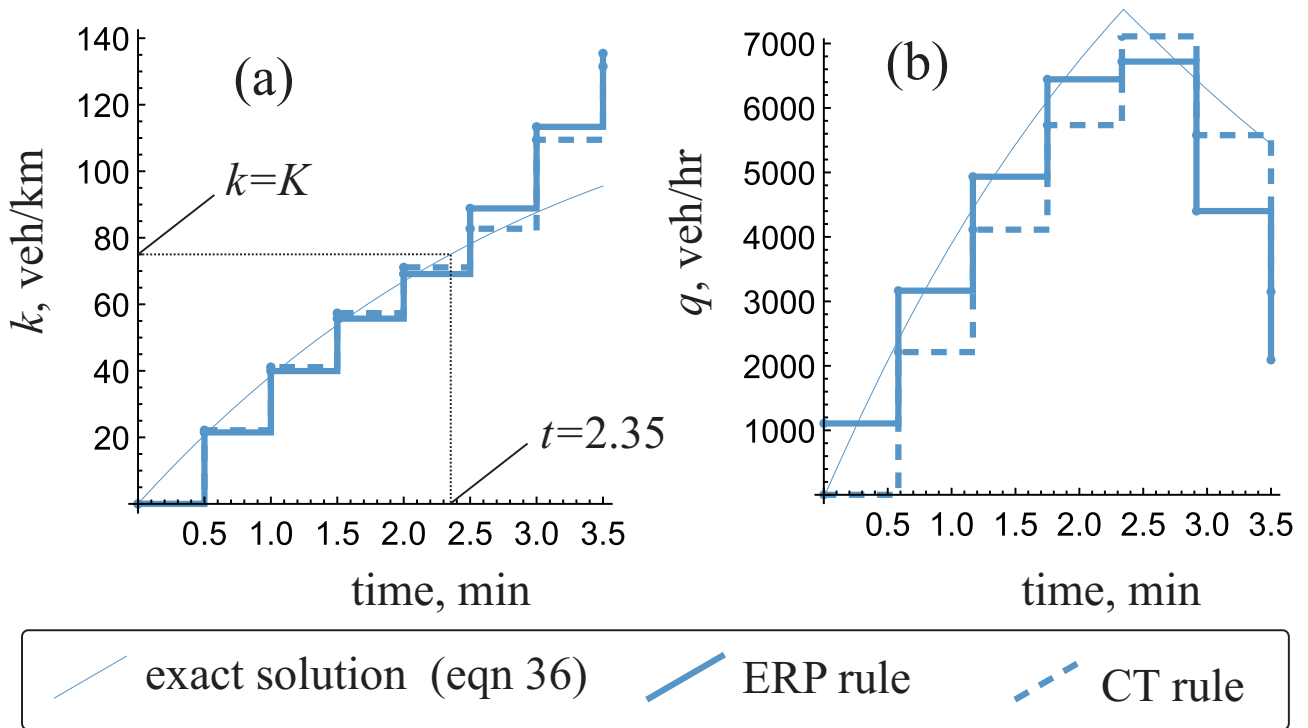 (a)
k, veh/km
140
120
100
80
60
40
20
k=K
t=2.35
0.5 1.0 1.5 2.0 2.5 3.0 3.5
time, min
(b)
q, veh/hr
7000
6000
5000
4000
3000
2000
1000
0.5 1.0 1.5 2.0 2.5 3.0 3.5
time, min
exact solution (eqn 36) ERP rule CT rule